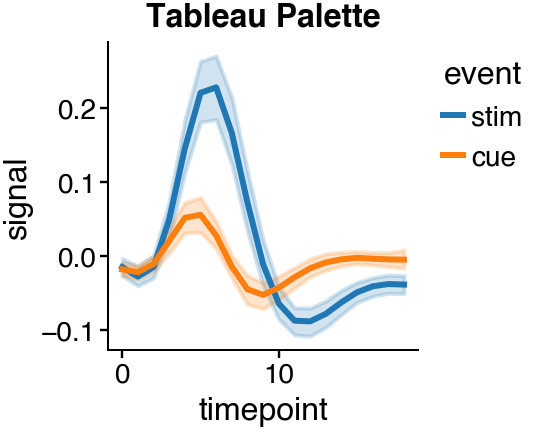 Tableau Palette
event
stim
cue
signal
0.2
0.1
0.0
−0.1
0
10
timepoint